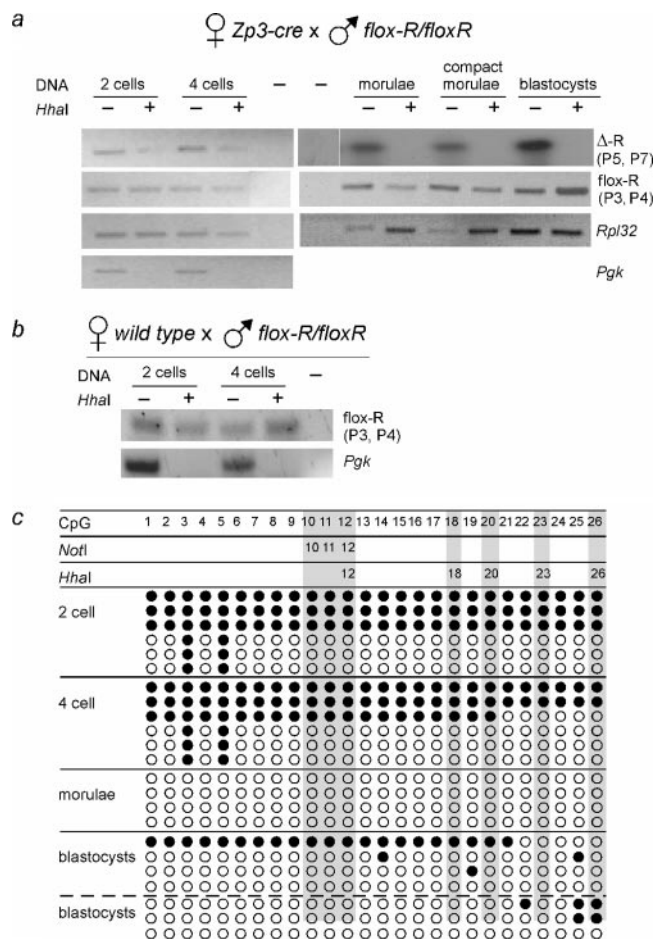 a
♀ Zp3-cre x ♂ flox-R/floxR
DNA 2 cells 4 cells – – morulae compact morulae blastocysts
HhaI – + – + – + – + – +
Δ-R
(P5, P7)
flox-R
(P3, P4)
Rpl32
Pgk
b
♀ wild type x ♂ flox-R/floxR
DNA 2 cells 4 cells –
HhaI – + – +
flox-R
(P3, P4)
Pgk
c
CpG 1 2 3 4 5 6 7 8 9 10 11 12 13 14 15 16 17 18 19 20 21 22 23 24 25 26
NotI 10 11 12
HhaI 12 18 20 23 26
2 cell
4 cell
morulae
blastocysts
blastocysts